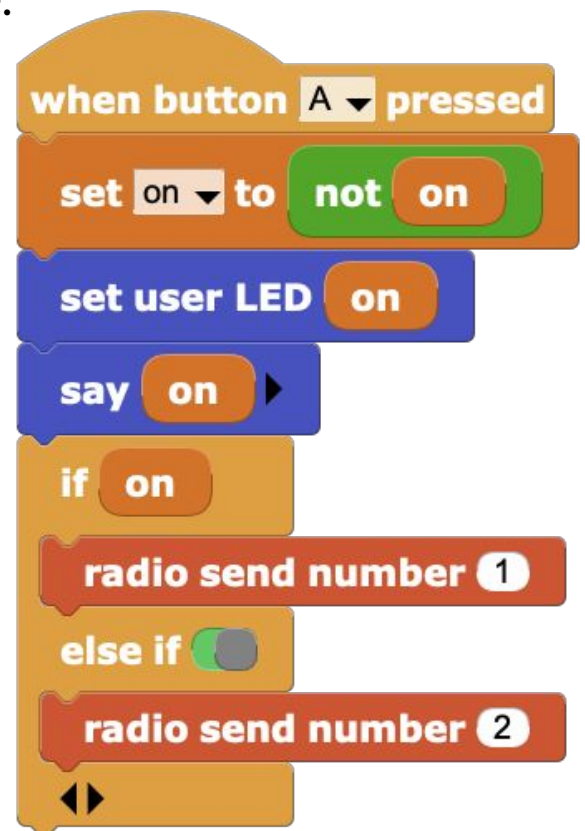 when button A pressed
set on to not on
set user LED on
say on
if on
radio send number 1
else if
radio send number 2